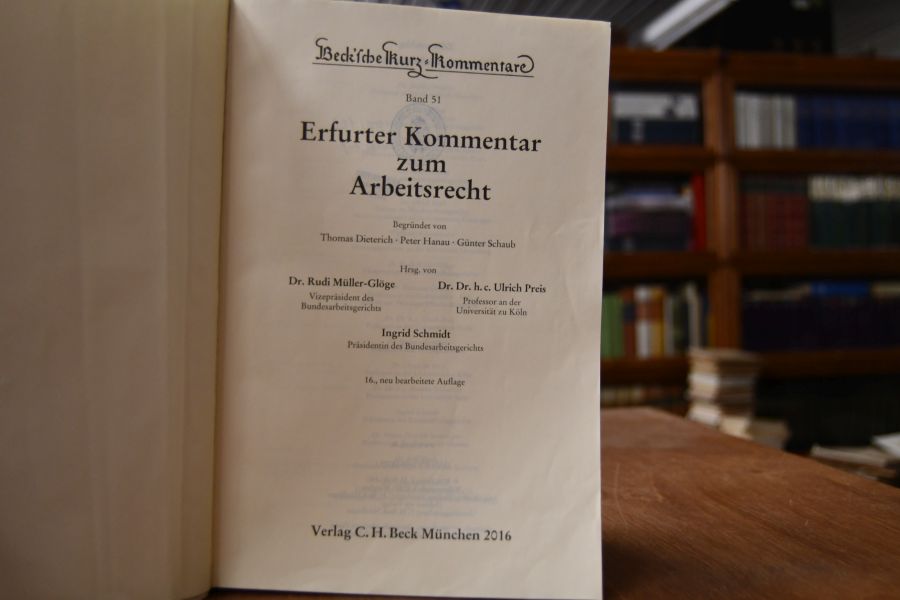 Beck'sche Kurz-Kommentare
Band 51
Erfurter Kommentar
zum
Arbeitsrecht
Begründet von
Thomas Dieterich · Peter Hanau · Günter Schaub
Hrsg. von
Dr. Rudi Müller-Glöge
Vizepräsident des
Bundesarbeitsgerichts
Dr. Dr. h. c. Ulrich Preis
Professor an der
Universität zu Köln
Ingrid Schmidt
Präsidentin des Bundesarbeitsgerichts
16., neu bearbeitete Auflage
Verlag C. H. Beck München 2016